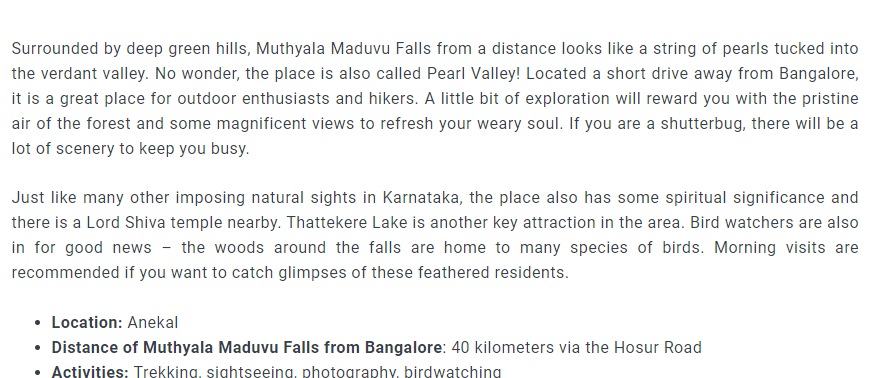 Surrounded by deep green hills, Muthyala Maduvu Falls from a distance looks like a string of pearls tucked into
the verdant valley. No wonder, the place is also called Pearl Valley! Located a short drive away from Bangalore,
it is a great place for outdoor enthusiasts and hikers. A little bit of exploration will reward you with the pristine
air of the forest and some magnificent views to refresh your weary soul. If you are a shutterbug, there will be a
lot of scenery to keep you busy.
Just like many other imposing natural sights in Karnataka, the place also has some spiritual significance and
there is a Lord Shiva temple nearby. Thattekere Lake is another key attraction in the area. Bird watchers are also
in for good news – the woods around the falls are home to many species of birds. Morning visits are
recommended if you want to catch glimpses of these feathered residents.
• Location: Anekal
• Distance of Muthyala Maduvu Falls from Bangalore: 40 kilometers via the Hosur Road
• Activities: Trekking, sightseeing, photography, birdwatching